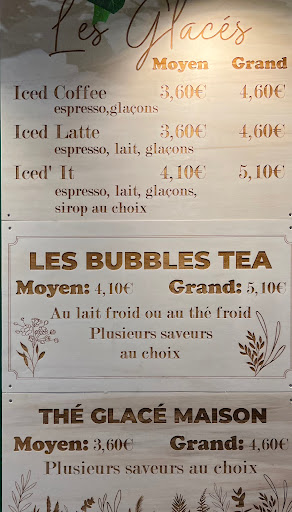 Les Glacés
Moyen Grand
Iced Coffee 3,60€ 4,60€
espresso,glaçons
Iced Latte 3,60€ 4,60€
espresso, lait, glaçons
Iced' It 4,10€ 5,10€
espresso, lait, glaçons,
sirop au choix
LES BUBBLES TEA
Moyen: 4,10€ Grand: 5,10€
Au lait froid ou au thé froid
Plusieurs saveurs
au choix
THÉ GLACÉ MAISON
Moyen: 3,60€ Grand: 4,60€
Plusieurs saveurs au choix